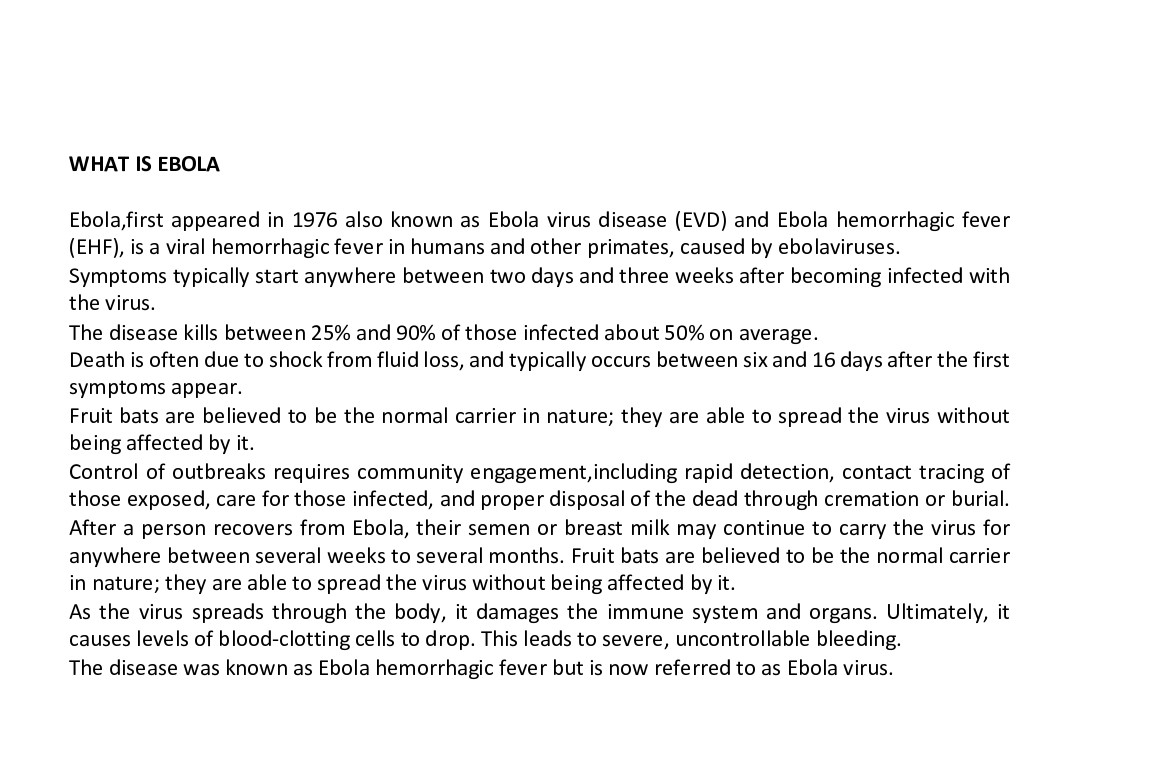 WHAT IS EBOLA
Ebola,first appeared in 1976 also known as Ebola virus disease (EVD) and Ebola hemorrhagic fever
(EHF), is a viral hemorrhagic fever in humans and other primates, caused by ebolaviruses.
Symptoms typically start anywhere between two days and three weeks after becoming infected with
the virus.
The disease kills between 25% and 90% of those infected about 50% on average.
Death is often due to shock from fluid loss, and typically occurs between six and 16 days after the first
symptoms appear.
Fruit bats are believed to be the normal carrier in nature; they are able to spread the virus without
being affected by it.
Control of outbreaks requires community engagement,including rapid detection, contact tracing of
those exposed, care for those infected, and proper disposal of the dead through cremation or burial.
After a person recovers from Ebola, their semen or breast milk may continue to carry the virus for
anywhere between several weeks to several months. Fruit bats are believed to be the normal carrier
in nature; they are able to spread the virus without being affected by it.
As the virus spreads through the body, it damages the immune system and organs. Ultimately, it
causes levels of blood-clotting cells to drop. This leads to severe, uncontrollable bleeding.
The disease was known as Ebola hemorrhagic fever but is now referred to as Ebola virus.